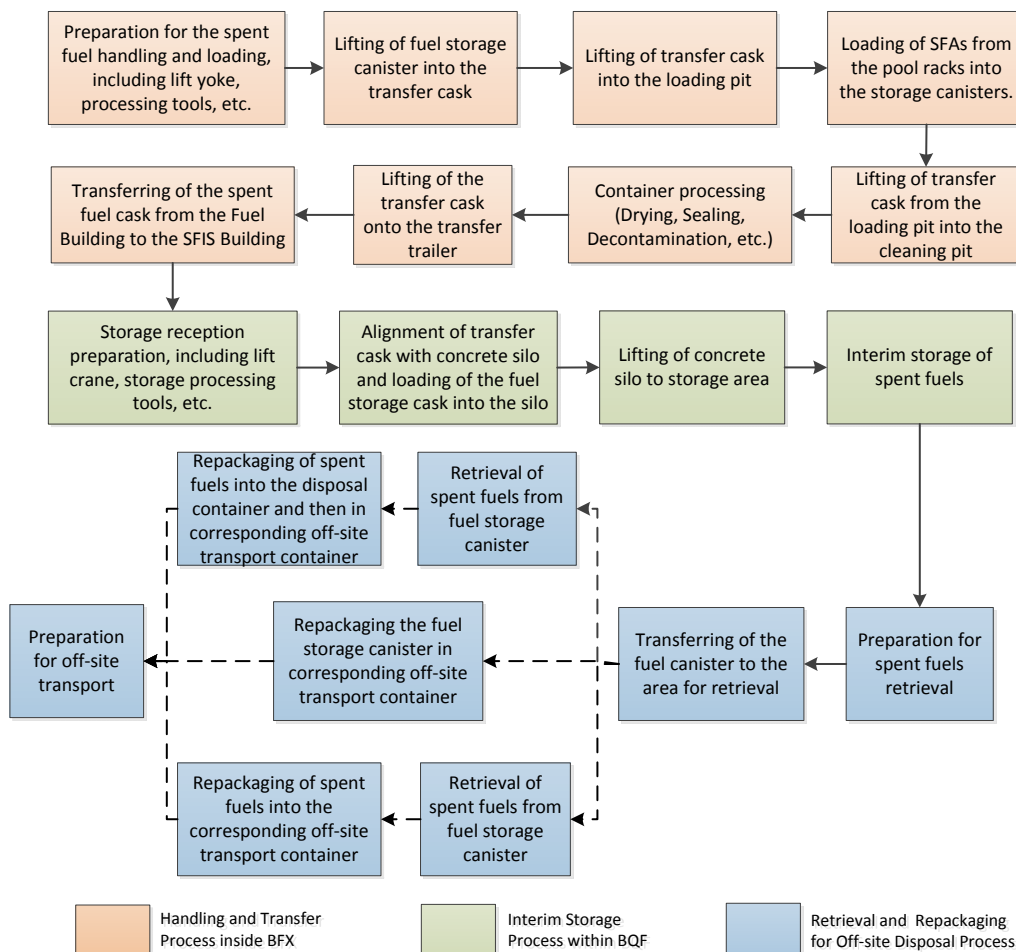 Preparation for the spent
fuel handling and loading,
including lift yoke,
processing tools, etc.
Lifting of fuel storage
canister into the
transfer cask
Lifting of transfer cask
into the loading pit
Loading of SFAs from
the pool racks into
the storage canisters.
Transferring of the spent
fuel cask from the Fuel
Building to the SFIS Building
Lifting of the
transfer cask
onto the transfer
trailer
Container processing
(Drying, Sealing,
Decontamination, etc.)
Lifting of transfer
cask from the
loading pit into the
cleaning pit
Storage reception
preparation, including lift
crane, storage processing
tools, etc.
Alignment of transfer
cask with concrete silo
and loading of the fuel
storage cask into the silo
Lifting of concrete
silo to storage area
Interim storage of
spent fuels
Repackaging of spent
fuels into the disposal
container and then in
corresponding off-site
transport container
Retrieval of
spent fuels from
fuel storage
canister
Preparation
for off-site
transport
Repackaging the fuel
storage canister in
corresponding off-site
transport container
Transferring of the
fuel canister to the
area for retrieval
Preparation for
spent fuels
retrieval
Repackaging of spent
fuels into the
corresponding off-site
transport container
Retrieval of
spent fuels from
fuel storage
canister
Handling and Transfer
Process inside BFX
Interim Storage
Process within BQF
Retrieval and Repackaging
for Off-site Disposal Process